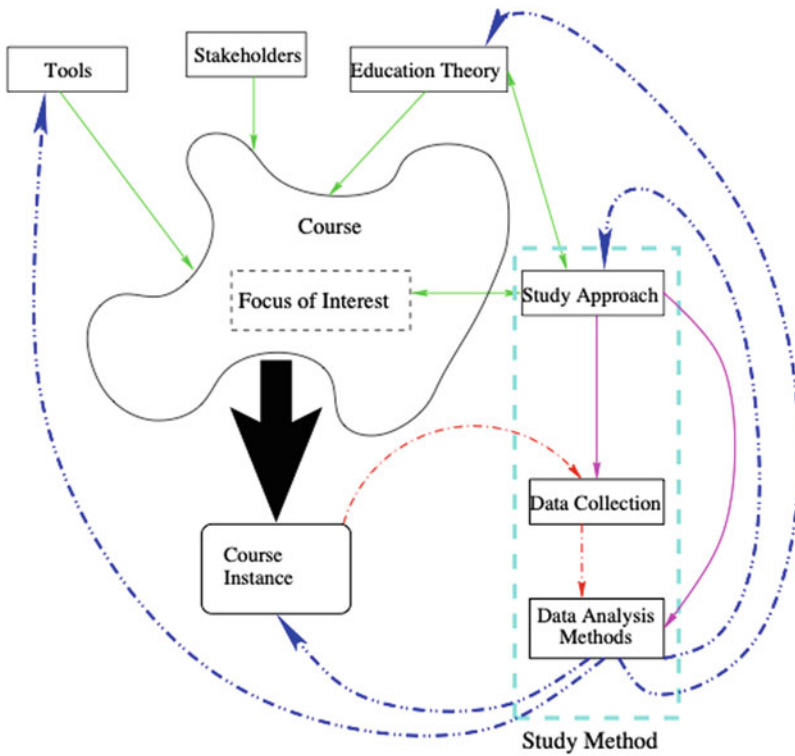 Tools
Stakeholders
Education Theory
Course
Focus of Interest
Study Approach
Data Collection
Course
Instance
Data Analysis
Methods
Study Method